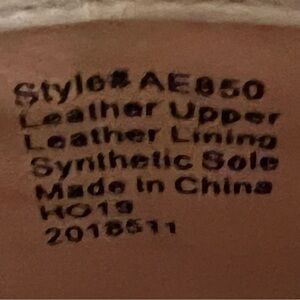 Style# AE850
Leather Upper
Leather Lining
Synthetic Sole
Made in China
HO19
2018511